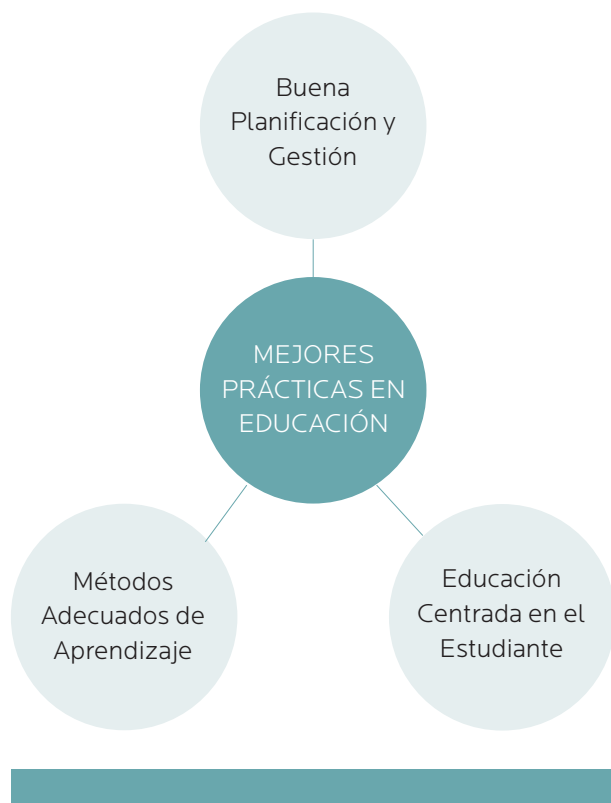 Buena
Planificación y
Gestión
MEJORES
PRÁCTICAS EN
EDUCACIÓN
Métodos
Adecuados de
Aprendizaje
Educación
Centrada en el
Estudiante